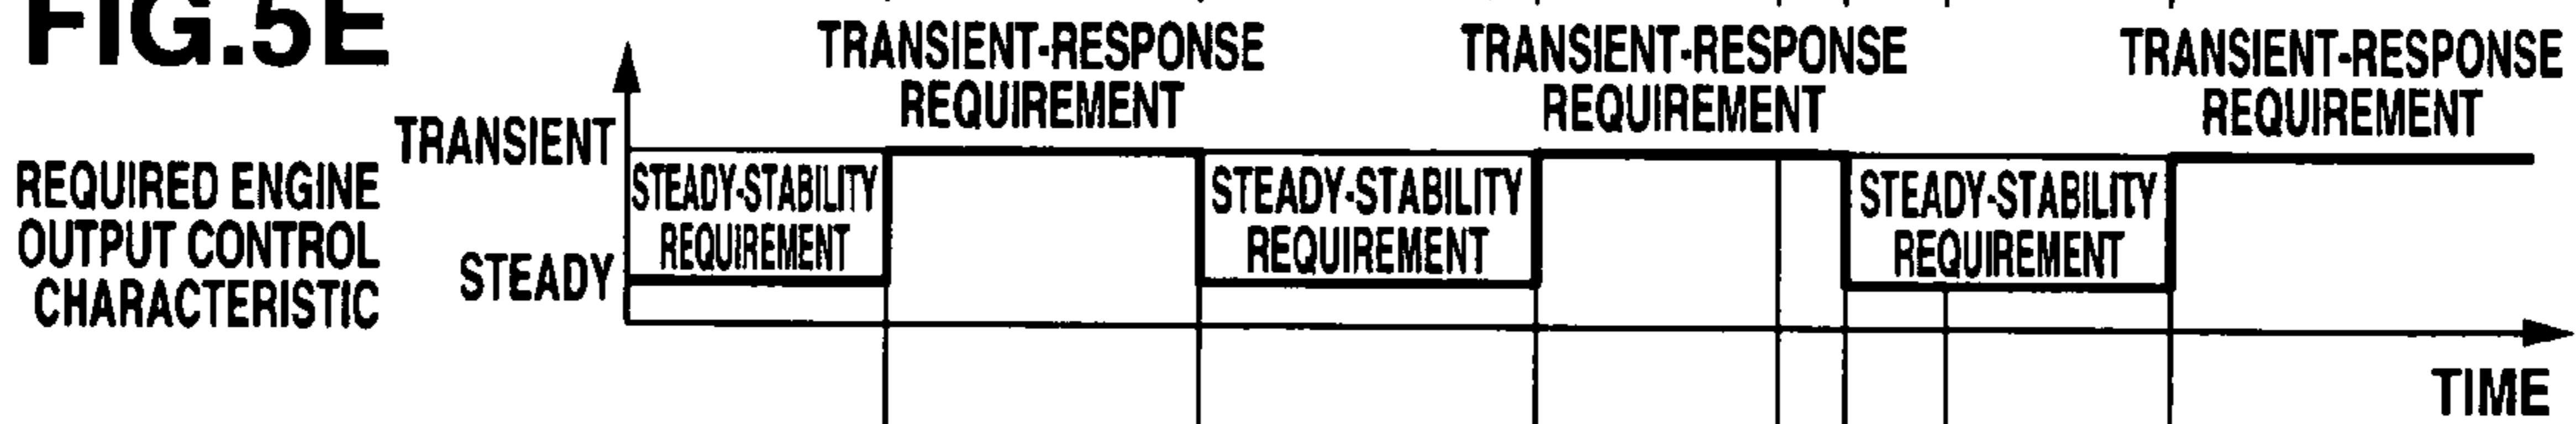 FIG.5E
TRANSIENT-RESPONSE
REQUIREMENT
TRANSIENT-RESPONSE
REQUIREMENT
TRANSIENT-RESPONSE
REQUIREMENT
REQUIRED ENGINE
OUTPUT CONTROL
CHARACTERISTIC
TRANSIENT
STEADY
STEADY-STABILITY
REQUIREMENT
STEADY-STABILITY
REQUIREMENT
STEADY-STABILITY
REQUIREMENT
TIME